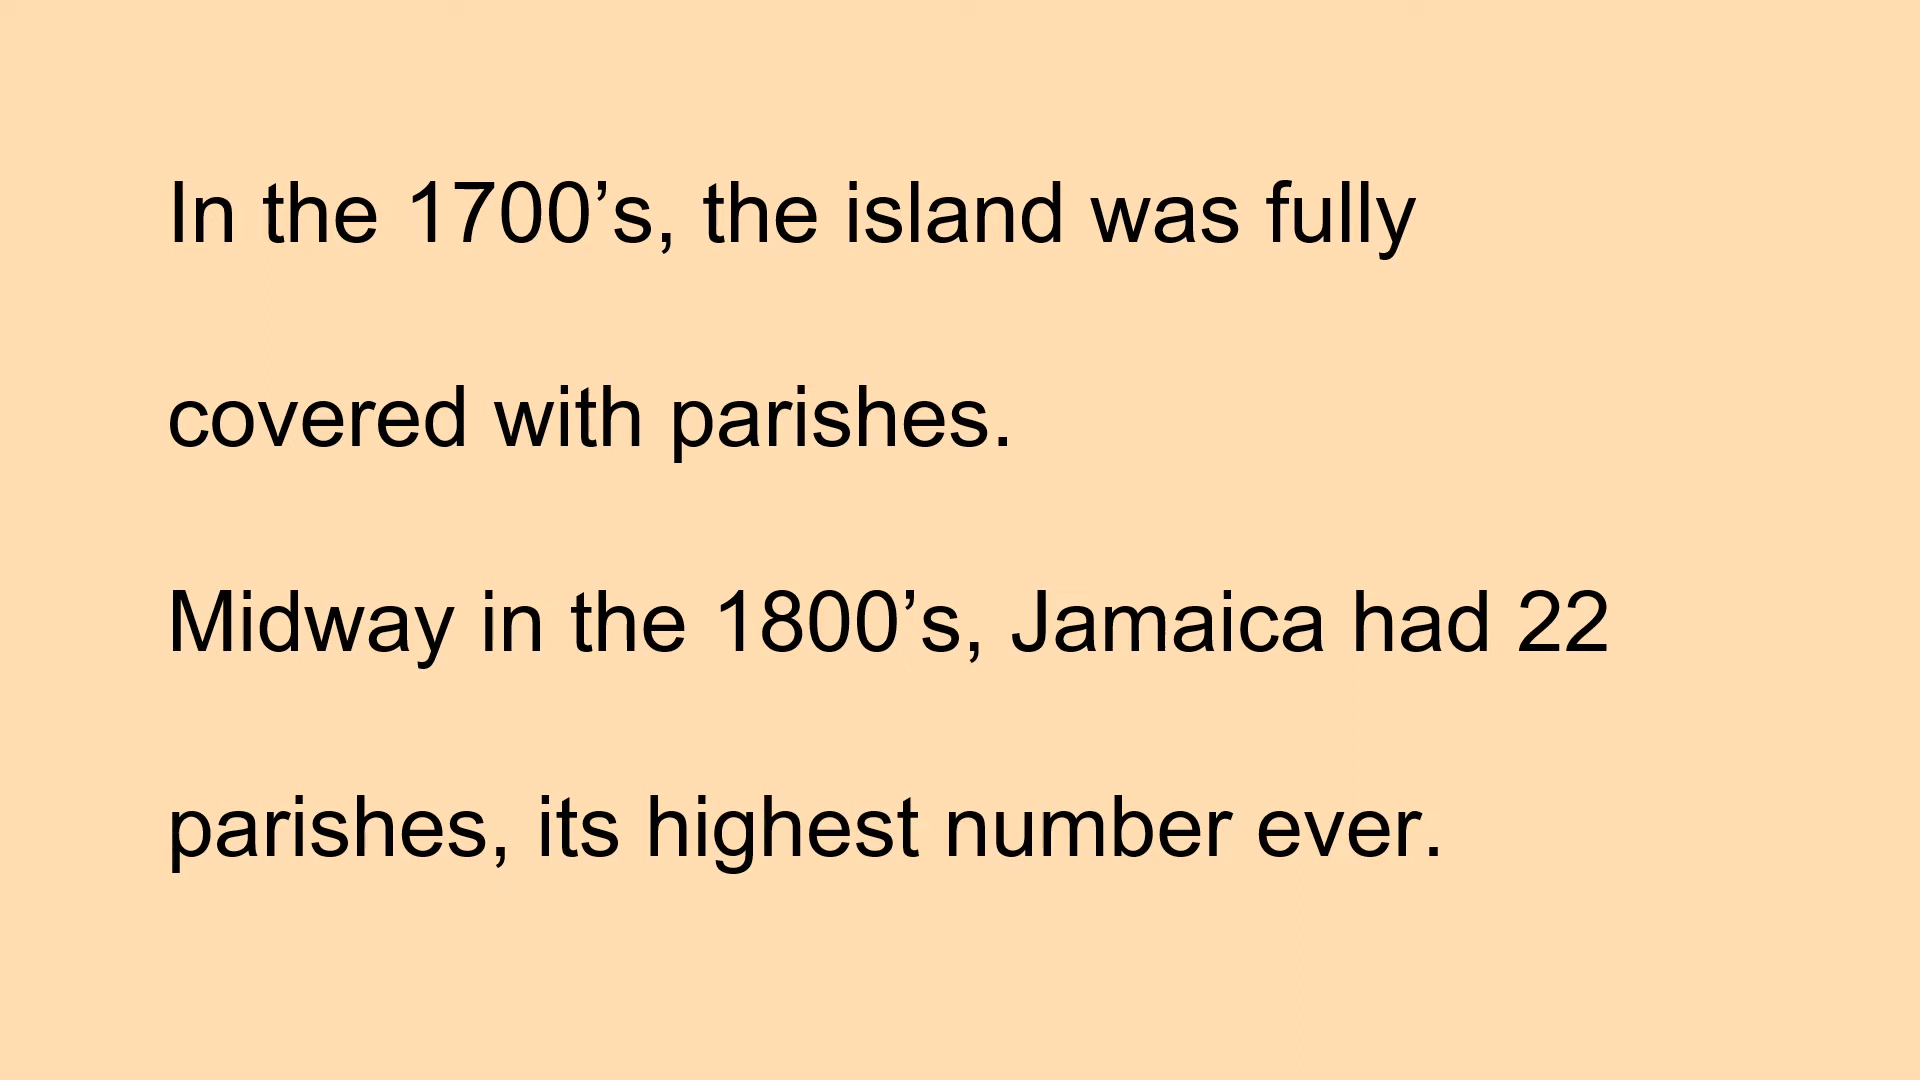 In the 1700’s, the island was fully
covered with parishes.
Midway in the 1800’s, Jamaica had 22
parishes, its highest number ever.